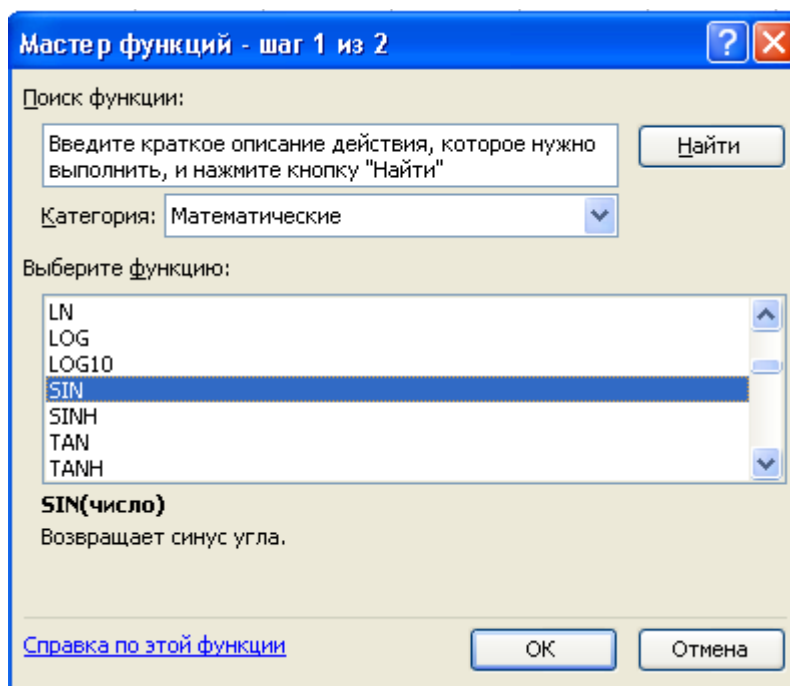 Мастер функций - шаг 1 из 2
Поиск функции:
Введите краткое описание действия, которое нужно
выполнить, и нажмите кнопку "Найти"
Найти
Категория: Математические
Выберите функцию:
LN
LOG
LOG10
SIN
SINH
TAN
TANH
SIN(число)
Возвращает синус угла.
Справка по этой функции
ОК
Отмена